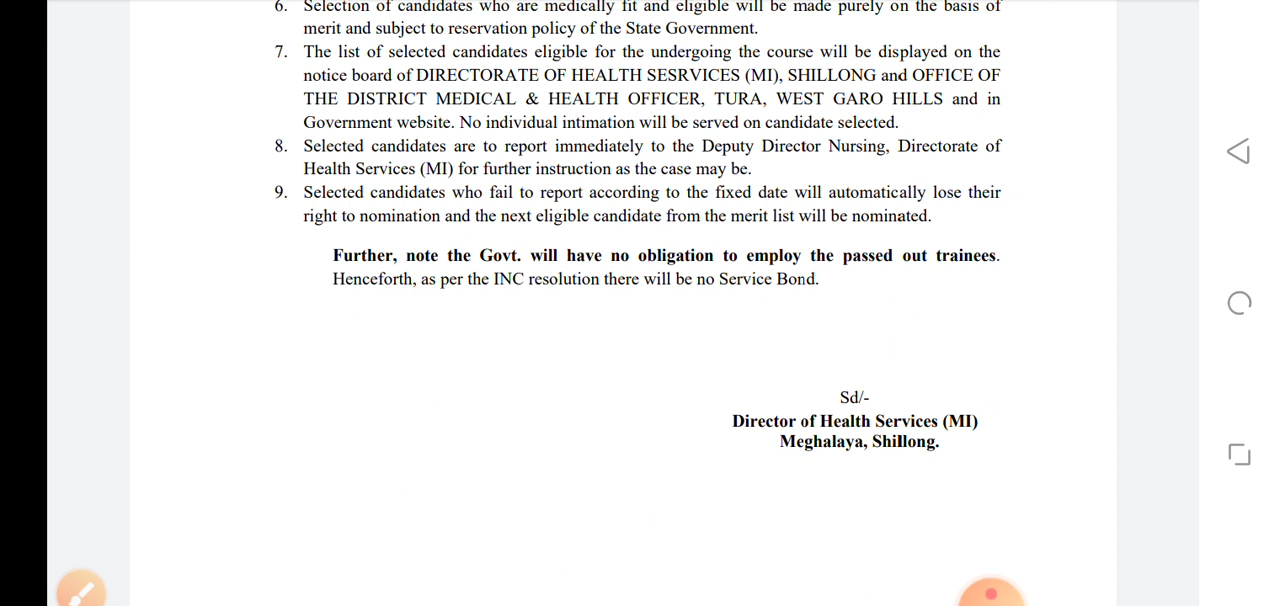 6. Selection of candidates who are medically fit and eligible will be made purely on the basis of
merit and subject to reservation policy of the State Government.
7. The list of selected candidates eligible for the undergoing the course will be displayed on the
notice board of DIRECTORATE OF HEALTH SESRVICES (MI), SHILLONG and OFFICE OF
THE DISTRICT MEDICAL & HEALTH OFFICER, TURA, WEST GARO HILLS and in
Government website. No individual intimation will be served on candidate selected.
8. Selected candidates are to report immediately to the Deputy Director Nursing, Directorate of
Health Services (MI) for further instruction as the case may be.
9. Selected candidates who fail to report according to the fixed date will automatically lose their
right to nomination and the next eligible candidate from the merit list will be nominated.
Further, note the Govt. will have no obligation to employ the passed out trainees.
Henceforth, as per the INC resolution there will be no Service Bond.
Sd/-
Director of Health Services (MI)
Meghalaya, Shillong.